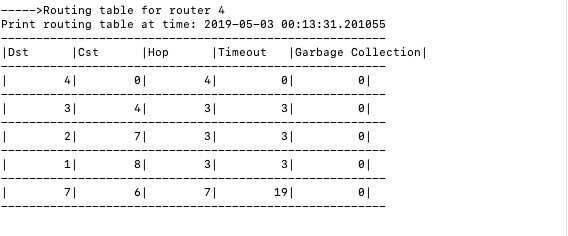 ----->Routing table for router 4
Print routing table at time: 2019-05-03 00:13:31.201055
-------------------------------------------------------
|Dst      |Cst      |Hop      |Timeout   |Garbage Collection|
-------------------------------------------------------
|        4|        0|        4|         0|         0|
-------------------------------------------------------
|        3|        4|        3|         3|         0|
-------------------------------------------------------
|        2|        7|        3|         3|         0|
-------------------------------------------------------
|        1|        8|        3|         3|         0|
-------------------------------------------------------
|        7|        6|        7|        19|         0|
-------------------------------------------------------